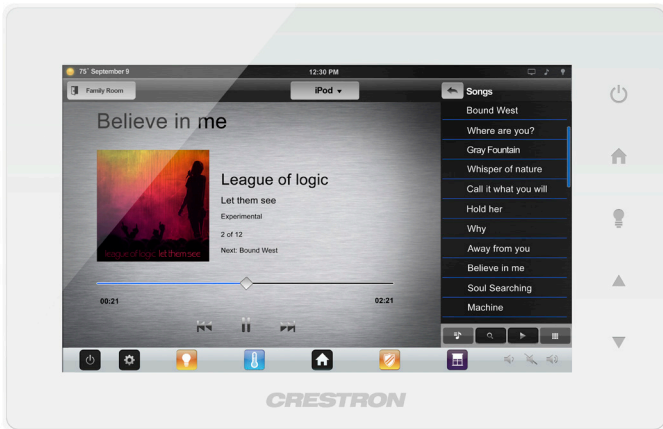 75° September 9
12:30 PM
Family Room
iPod
Songs
Believe in me
League of logic
Let them see
Experimental
2 of 12
Next: Bound West
league of logic let them see
00:21
02:21
Bound West
Where are you?
Gray Fountain
Whisper of nature
Call it what you will
Hold her
Why
Away from you
Believe in me
Soul Searching
Machine
CRESTRON